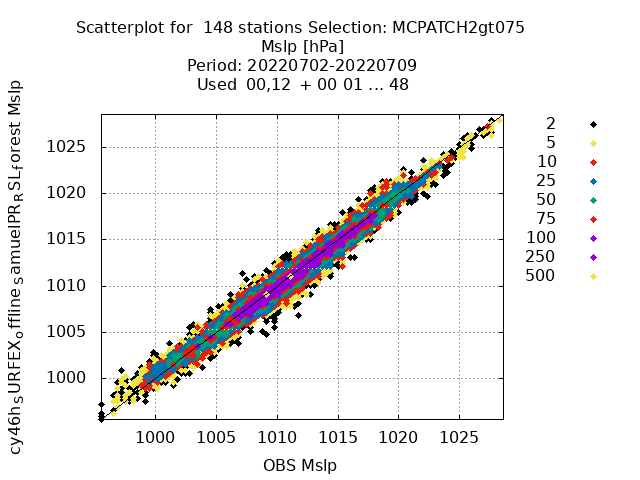 Scatterplot for 148 stations Selection: MCPATCH2gt075
Mslp [hPa]
Period: 20220702-20220709
Used 00,12 + 00 01 ... 48
cy46h_SURFEX_Offline_SamuelPR_RSL_Forest Mslp
1025
1020
1015
1010
1005
1000
1000 1005 1010 1015 1020 1025
OBS Mslp
2
5
10
25
50
75
100
250
500